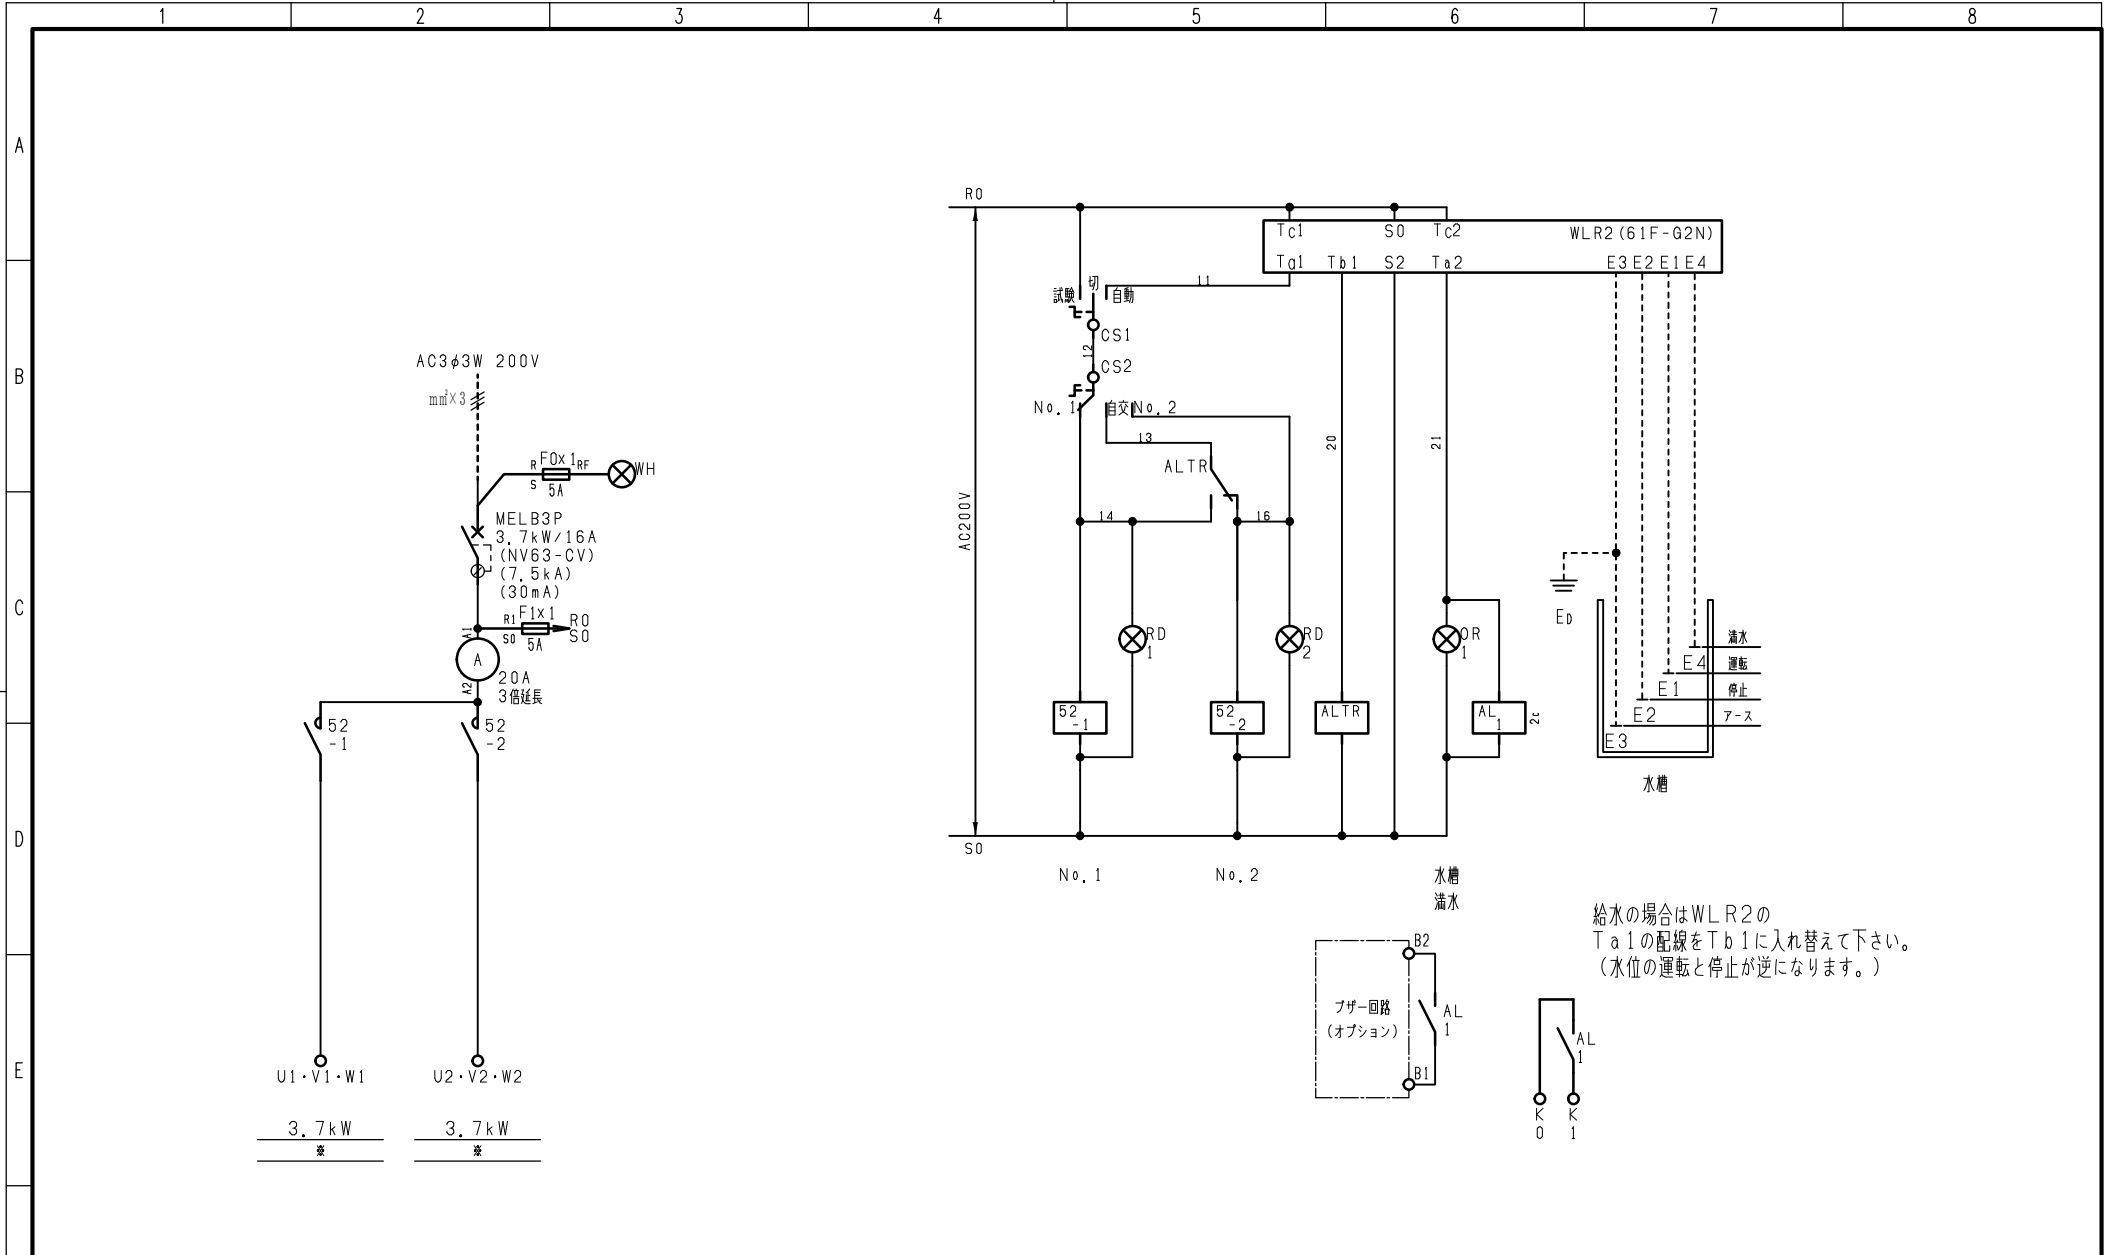 1 2 3 4 5 6 7 8
A
B
C
D
E
AC3φ3W 200V
mm²×3
R F0×1 RF
S 5A
WH
MELB3P
3.7kW/16A
(NV63-CV)
(7.5kA)
(30mA)
R1 F1×1 R0
S0 5A S0
A1
A
A2
20A
3倍延長
52
-1
52
-2
U1・V1・W1
U2・V2・W2
3.7kW
※
3.7kW
※
R0
AC200V
S0
Tc1 S0 Tc2 WLR2(61F-G2N)
Ta1 Tb1 S2 Ta2 E3 E2 E1 E4
11
試験 切 自動
CS1
12
CS2
No.1 自交 No.2
13
ALTR
14
16
20
21
RD
1
RD
2
OR
1
52
-1
52
-2
ALTR
AL
1
2c
ED
満水
E4 運転
E1 停止
E2 アース
E3
水槽
No.1
No.2
水槽
満水
給水の場合はWLR2の
Ta1の配線をTb1に入れ替えて下さい。
(水位の運転と停止が逆になります。)
B2
ブザー回路
(オプション)
AL
1
B1
AL
1
K
0
K
1